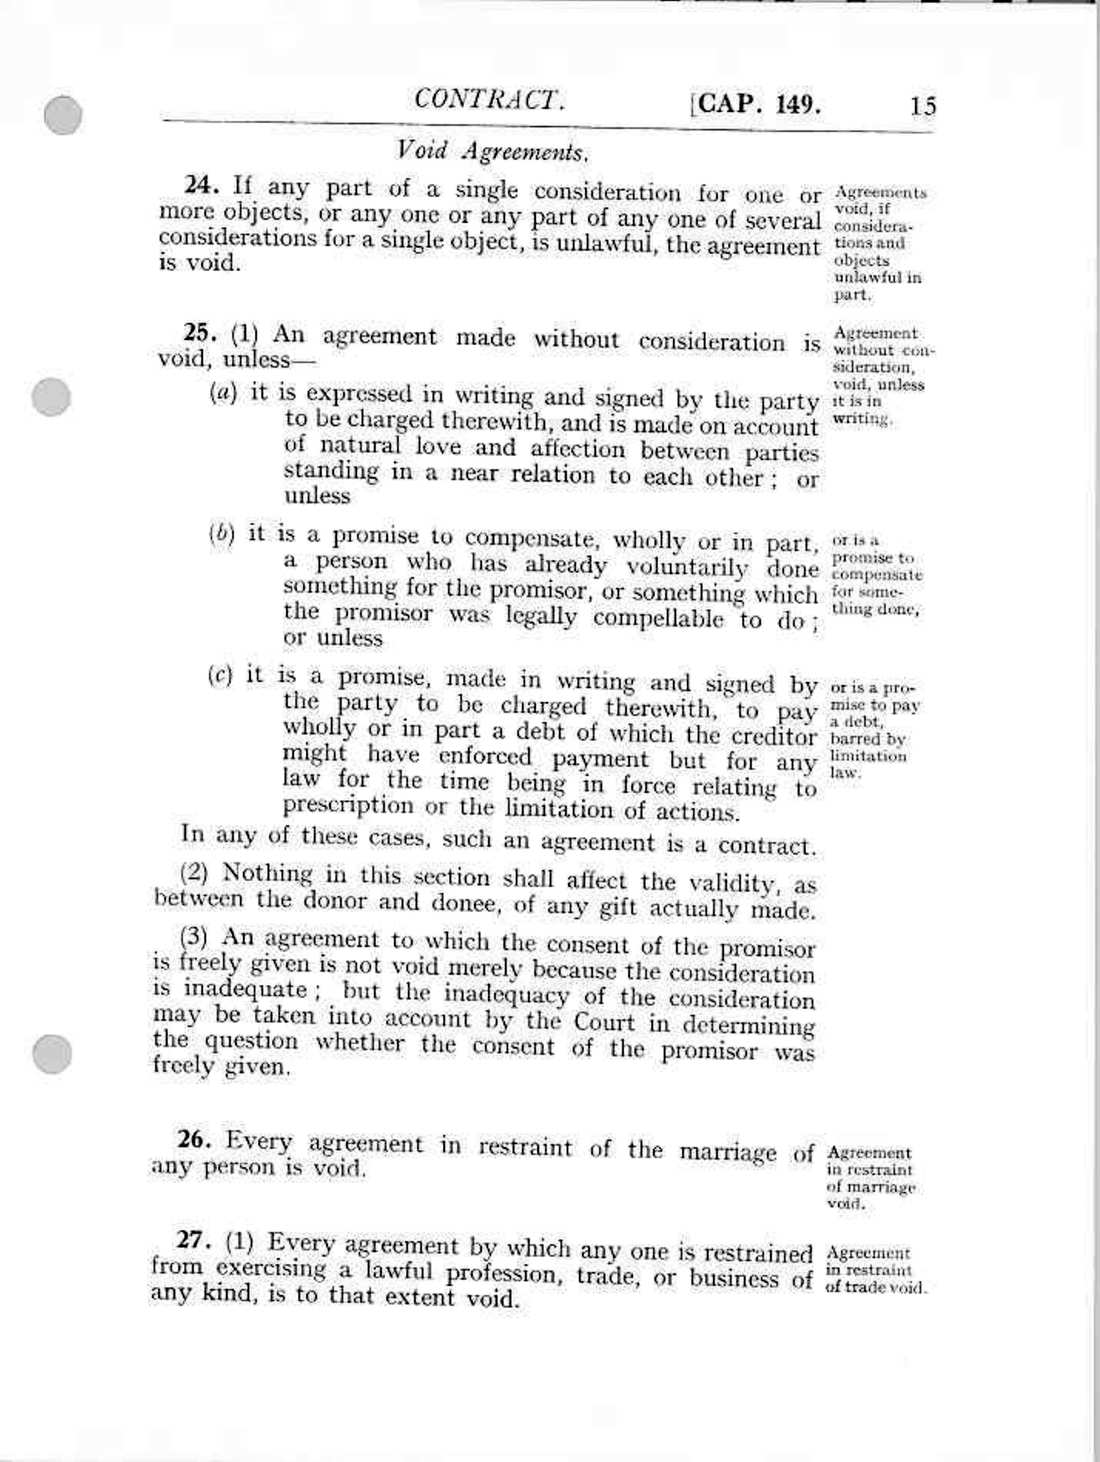 CONTRACT. [CAP. 149. 15
Void Agreements.
24. If any part of a single consideration for one or
more objects, or any one or any part of any one of several
considerations for a single object, is unlawful, the agreement
is void.
Agreements
void, if
considera-
tions and
objects
unlawful in
part.
25. (1) An agreement made without consideration is
void, unless—
Agreement
without con-
sideration,
void, unless
it is in
writing.
(a) it is expressed in writing and signed by the party
to be charged therewith, and is made on account
of natural love and affection between parties
standing in a near relation to each other ; or
unless
(b) it is a promise to compensate, wholly or in part,
a person who has already voluntarily done
something for the promisor, or something which
the promisor was legally compellable to do ;
or unless
or is a
promise to
compensate
for some-
thing done,
(c) it is a promise, made in writing and signed by
the party to be charged therewith, to pay
wholly or in part a debt of which the creditor
might have enforced payment but for any
law for the time being in force relating to
prescription or the limitation of actions.
or is a pro-
mise to pay
a debt,
barred by
limitation
law.
In any of these cases, such an agreement is a contract.
(2) Nothing in this section shall affect the validity, as
between the donor and donee, of any gift actually made.
(3) An agreement to which the consent of the promisor
is freely given is not void merely because the consideration
is inadequate ; but the inadequacy of the consideration
may be taken into account by the Court in determining
the question whether the consent of the promisor was
freely given.
26. Every agreement in restraint of the marriage of
any person is void.
Agreement
in restraint
of marriage
void.
27. (1) Every agreement by which any one is restrained
from exercising a lawful profession, trade, or business of
any kind, is to that extent void.
Agreement
in restraint
of trade void.